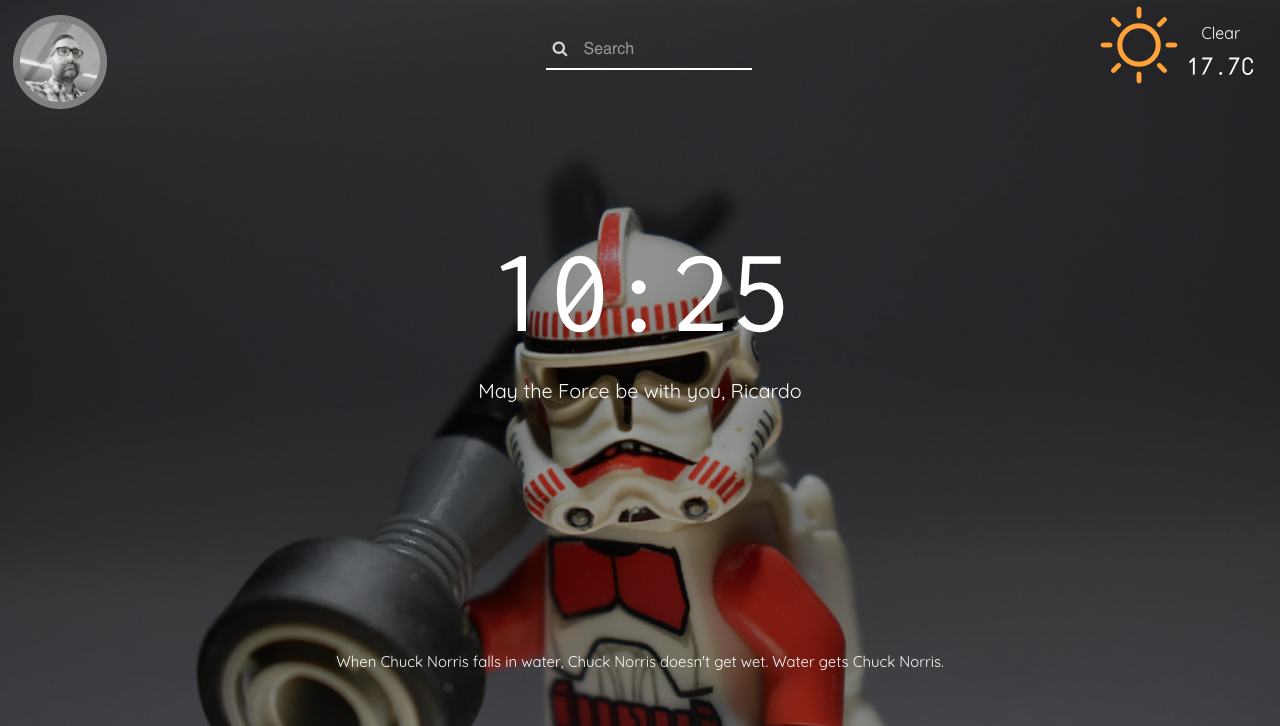 Search
Clear
17.7C
10:25
May the Force be with you, Ricardo
When Chuck Norris falls in water, Chuck Norris doesn't get wet. Water gets Chuck Norris.